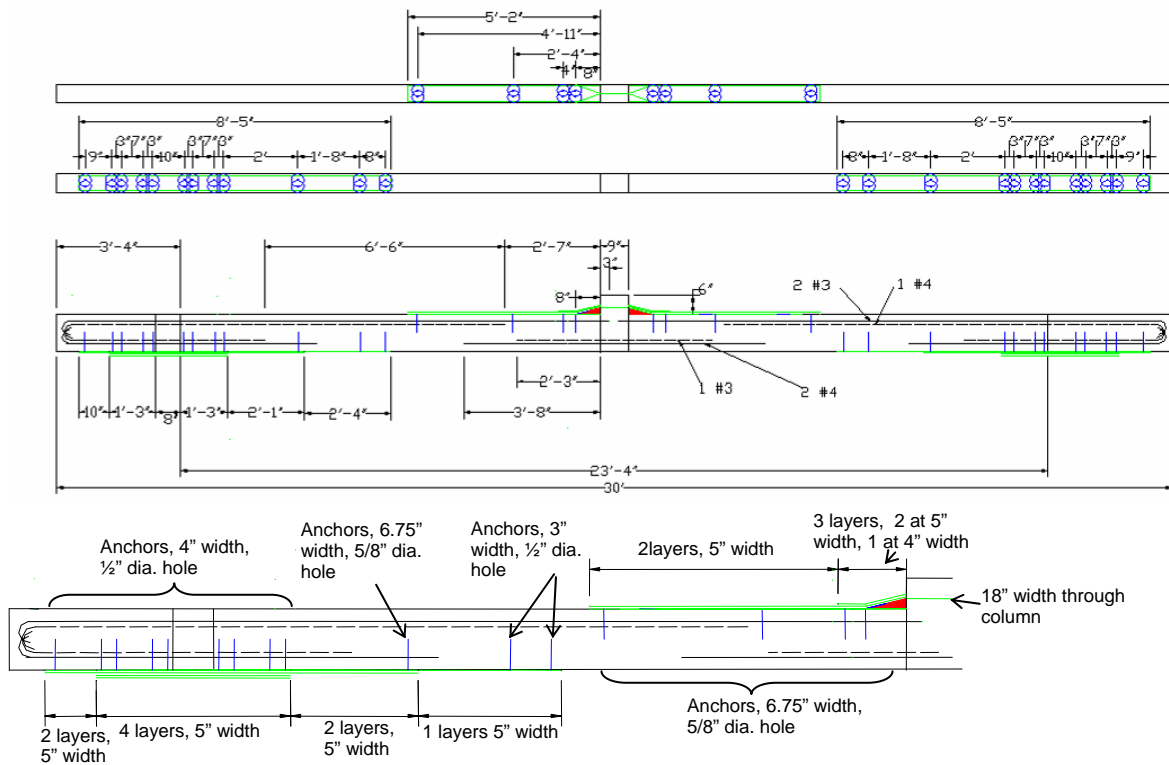 5'-2"
4'-11"
2'-4"
4" 8"
8'-5" 8'-5"
9" 3" 7" 3" 10" 3" 7" 3" 2' 1'-8" 8" 8" 1'-8" 2' 3" 7" 3" 10" 3" 7" 3" 9"
3'-4" 6'-6" 2'-7" 9"
3"
8" 6" 2 #3 1 #4
2'-3" 1 #3 2 #4
10" 1'-3" 8" 1'-3" 2'-1" 2'-4" 3'-8"
23'-4"
30'
Anchors, 4" width,
½" dia. hole
Anchors, 6.75"
width, 5/8" dia.
hole
Anchors, 3"
width, ½" dia.
hole
2layers, 5" width
3 layers, 2 at 5"
width, 1 at 4" width
18" width through
column
2 layers,
5" width
4 layers, 5" width
2 layers,
5" width
1 layers 5" width
Anchors, 6.75" width,
5/8" dia. hole